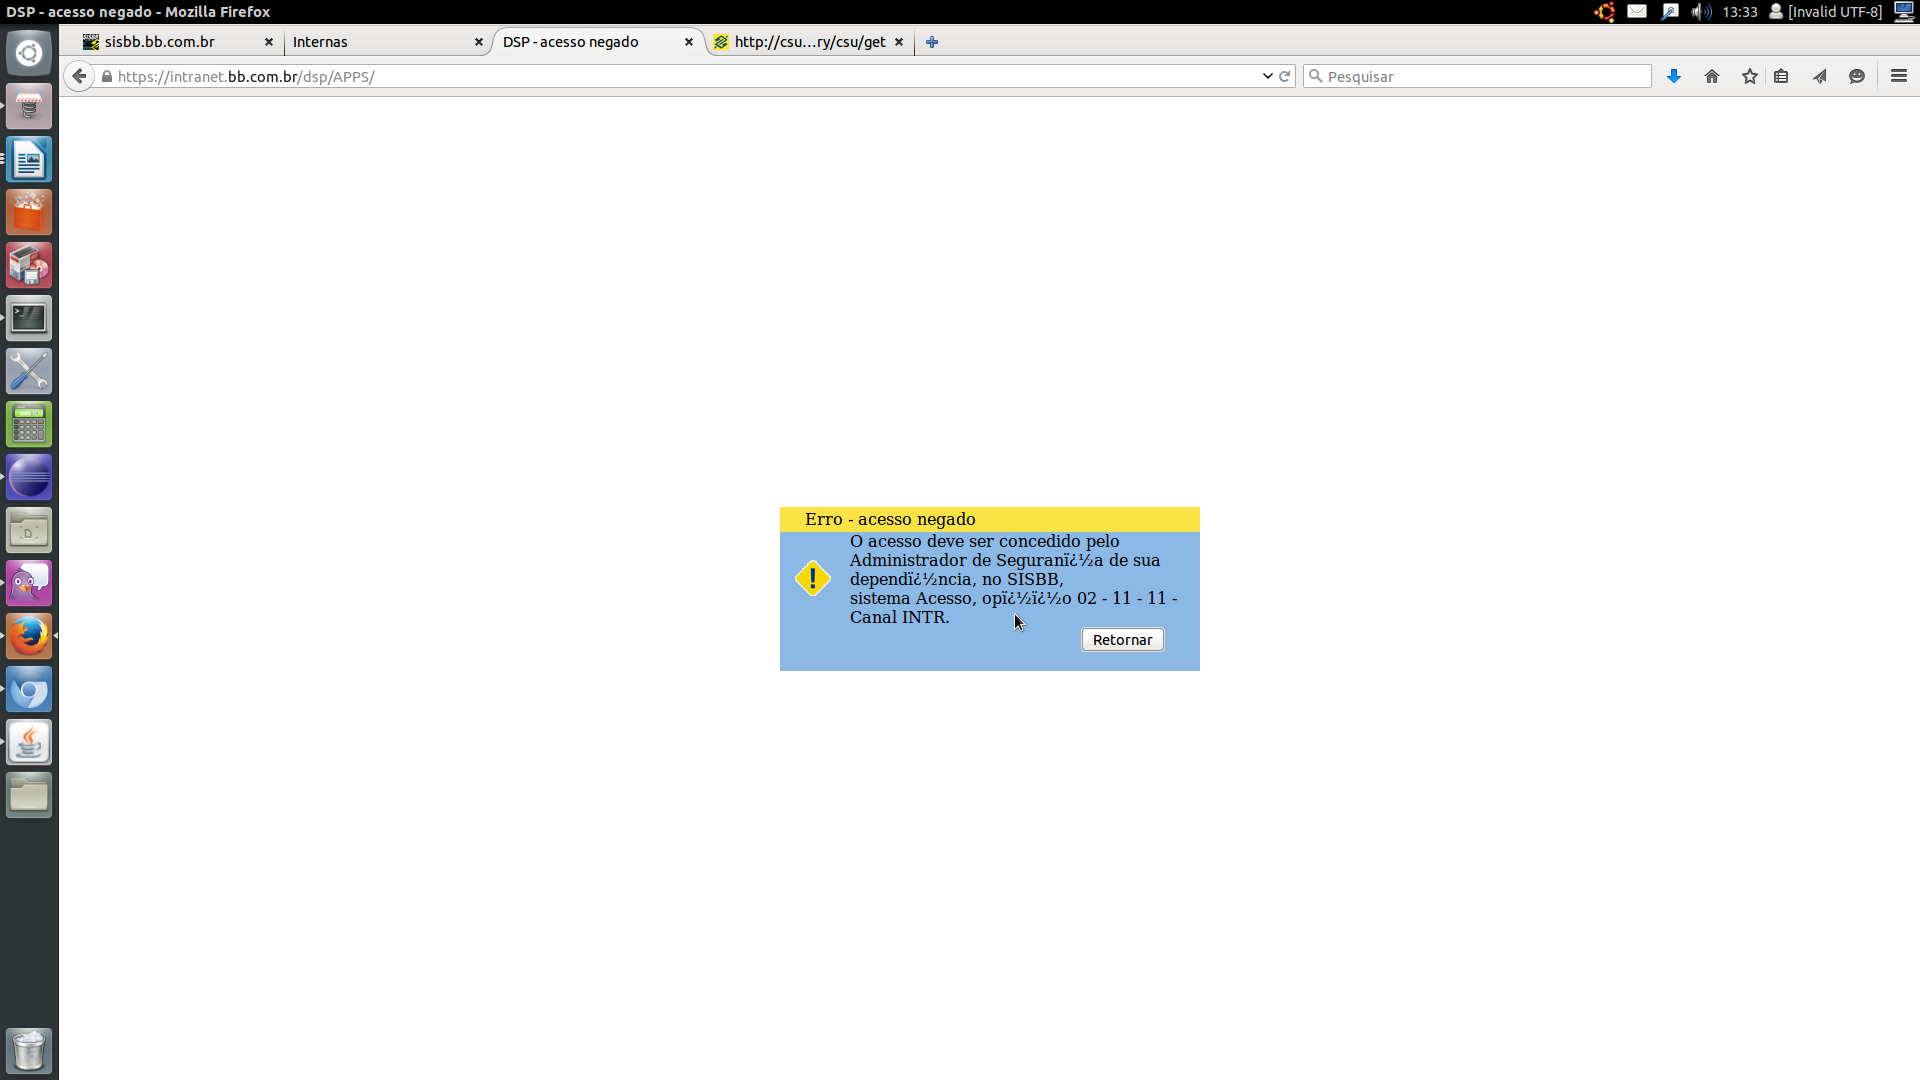 DSP - acesso negado - Mozilla Firefox
13:33
[Invalid UTF-8]
sisbb.bb.com.br
Internas
DSP - acesso negado
http://csu...ry/csu/get
https://intranet.bb.com.br/dsp/APPS/
Pesquisar
Erro - acesso negado
O acesso deve ser concedido pelo
Administrador de Seguranï¿½a de sua
dependï¿½ncia, no SISBB,
sistema Acesso, opï¿½ï¿½o 02 - 11 - 11 -
Canal INTR.
Retornar